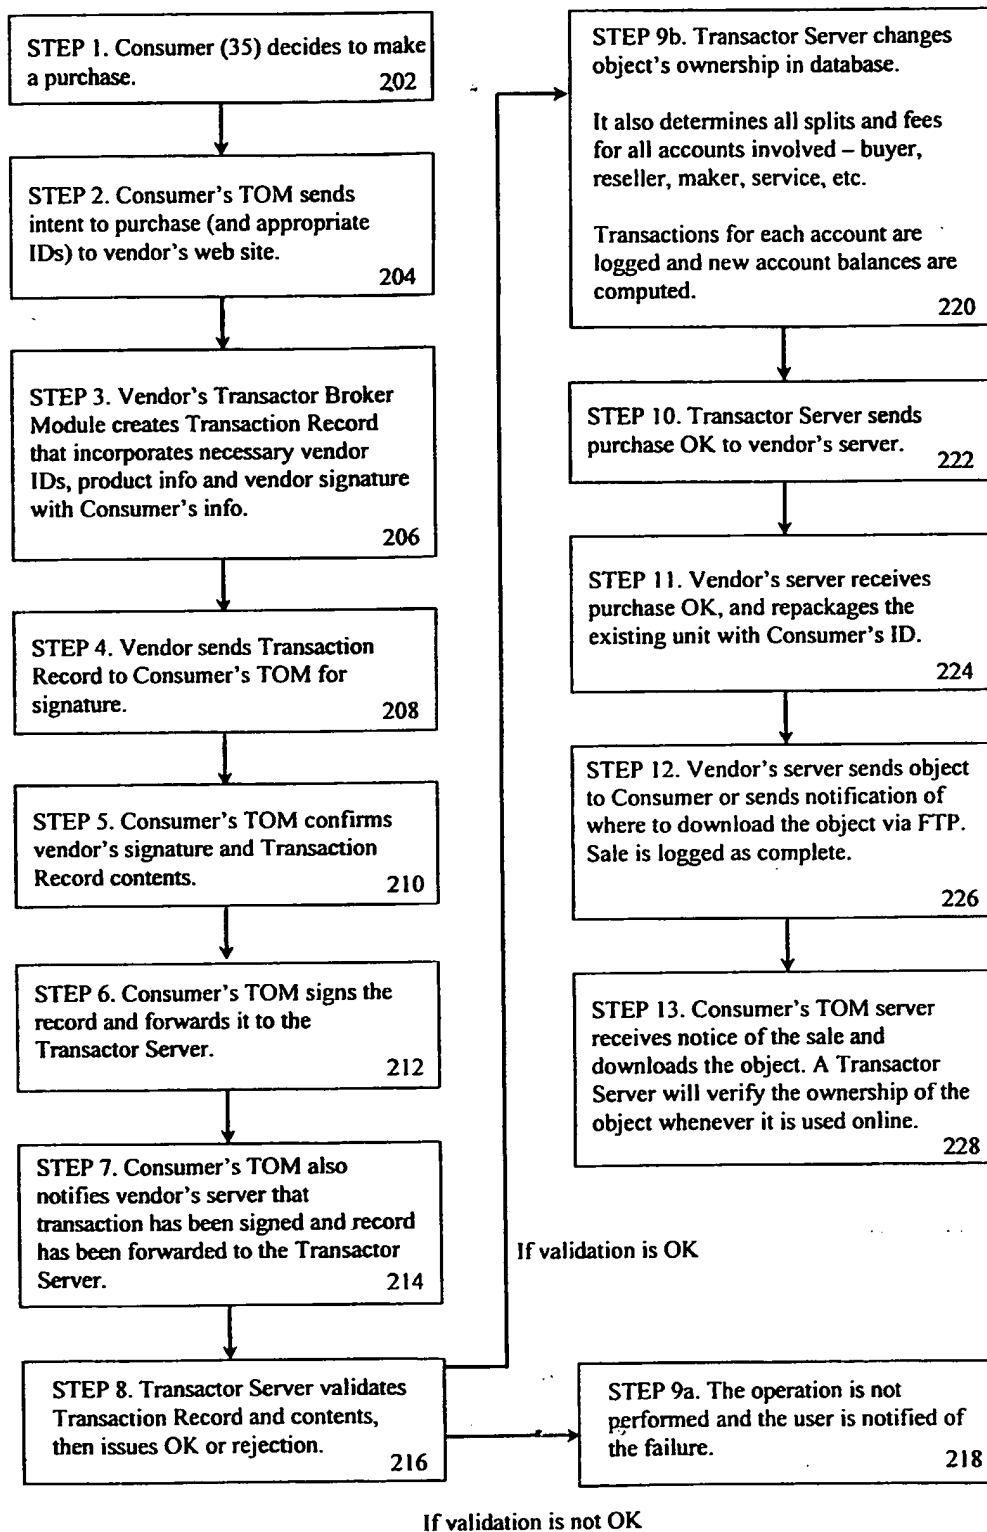 STEP 1. Consumer (35) decides to make
a purchase.
202
STEP 2. Consumer's TOM sends
intent to purchase (and appropriate
IDs) to vendor's web site.
204
STEP 3. Vendor's Transactor Broker
Module creates Transaction Record
that incorporates necessary vendor
IDs, product info and vendor signature
with Consumer's info.
206
STEP 4. Vendor sends Transaction
Record to Consumer's TOM for
signature.
208
STEP 5. Consumer's TOM confirms
vendor's signature and Transaction
Record contents.
210
STEP 6. Consumer's TOM signs the
record and forwards it to the
Transactor Server.
212
STEP 7. Consumer's TOM also
notifies vendor's server that
transaction has been signed and record
has been forwarded to the Transactor
Server.
214
STEP 8. Transactor Server validates
Transaction Record and contents,
then issues OK or rejection.
216
If validation is not OK
STEP 9a. The operation is not
performed and the user is notified of
the failure.
218
If validation is OK
STEP 9b. Transactor Server changes
object's ownership in database.
It also determines all splits and fees
for all accounts involved – buyer,
reseller, maker, service, etc.
Transactions for each account are
logged and new account balances are
computed.
220
STEP 10. Transactor Server sends
purchase OK to vendor's server.
222
STEP 11. Vendor's server receives
purchase OK, and repackages the
existing unit with Consumer's ID.
224
STEP 12. Vendor's server sends object
to Consumer or sends notification of
where to download the object via FTP.
Sale is logged as complete.
226
STEP 13. Consumer's TOM server
receives notice of the sale and
downloads the object. A Transactor
Server will verify the ownership of the
object whenever it is used online.
228